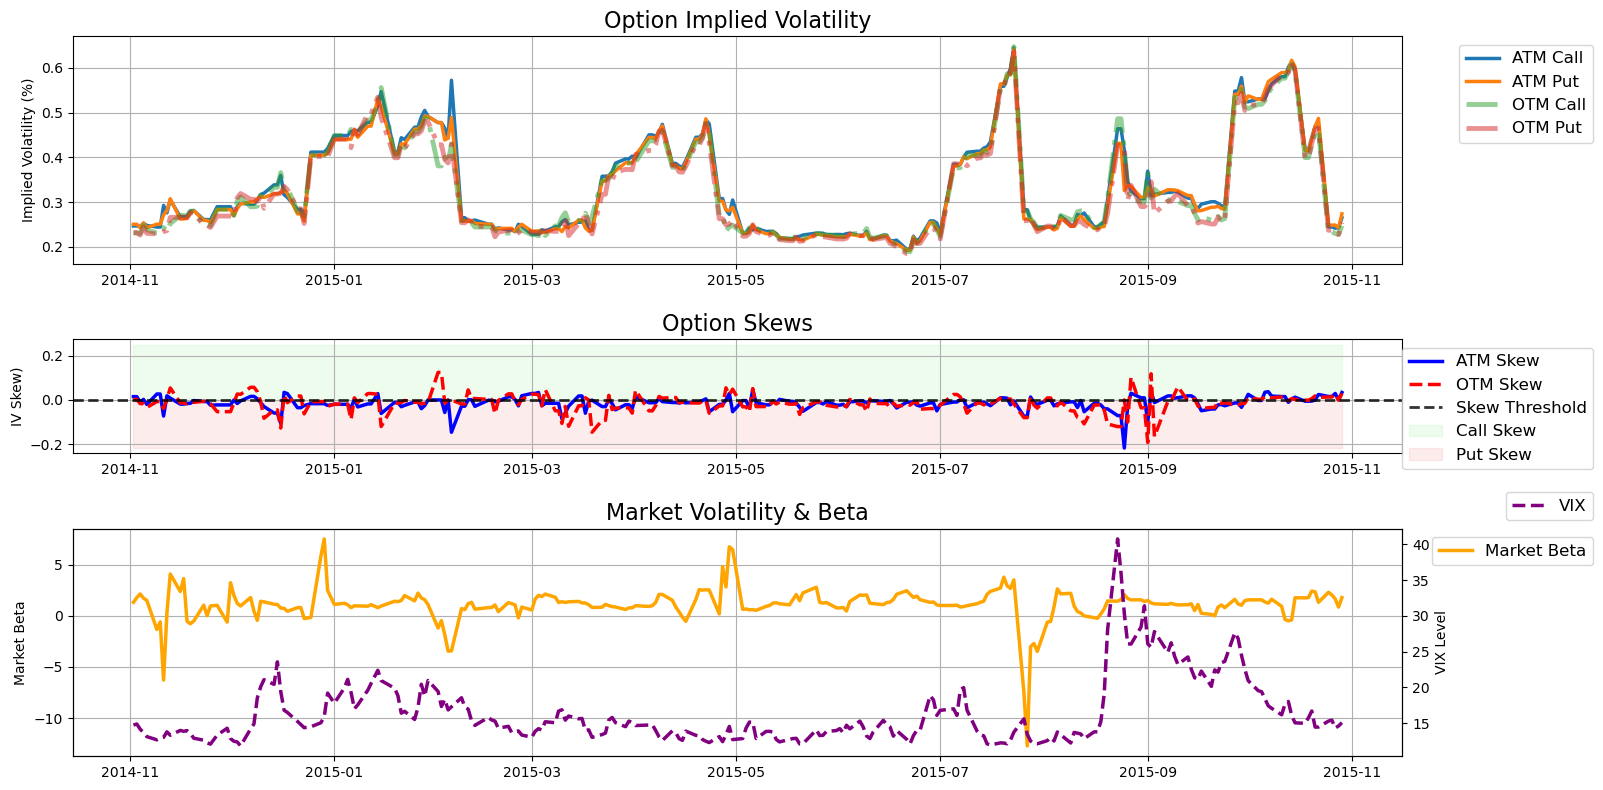 Option Implied Volatility
Implied Volatility (%)
0.6
0.5
0.4
0.3
0.2
2014-11 2015-01 2015-03 2015-05 2015-07 2015-09 2015-11
ATM Call
ATM Put
OTM Call
OTM Put
Option Skews
IV Skew)
0.2
0.0
−0.2
2014-11 2015-01 2015-03 2015-05 2015-07 2015-09 2015-11
ATM Skew
OTM Skew
Skew Threshold
Call Skew
Put Skew
Market Volatility & Beta
Market Beta
5
0
−5
−10
2014-11 2015-01 2015-03 2015-05 2015-07 2015-09 2015-11
40
35
30
25
20
15
VIX Level
VIX
Market Beta